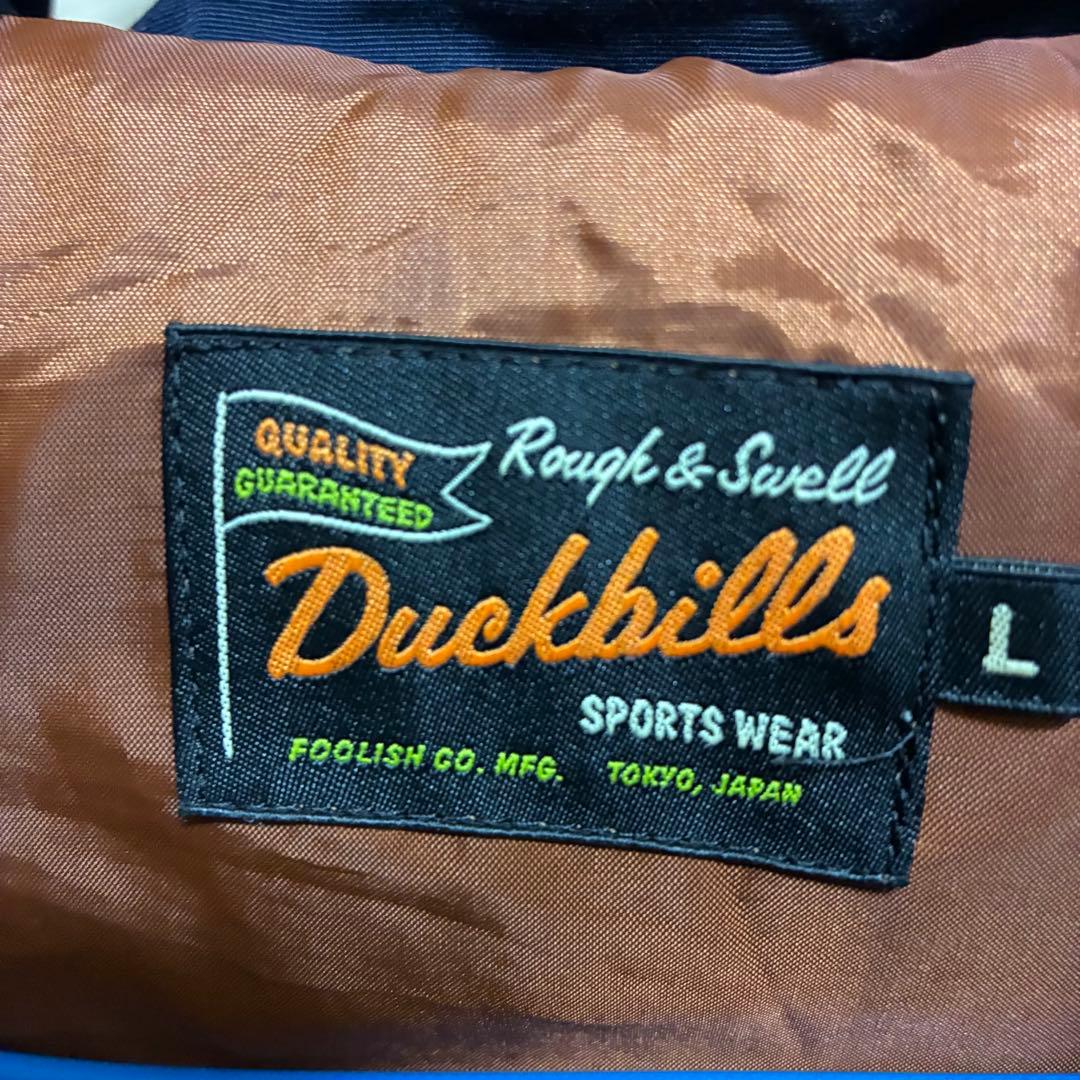 QUALITY
GUARANTEED
Rough & Swell
Duckbills
SPORTS WEAR
FOOLISH CO. MFG. TOKYO, JAPAN
L